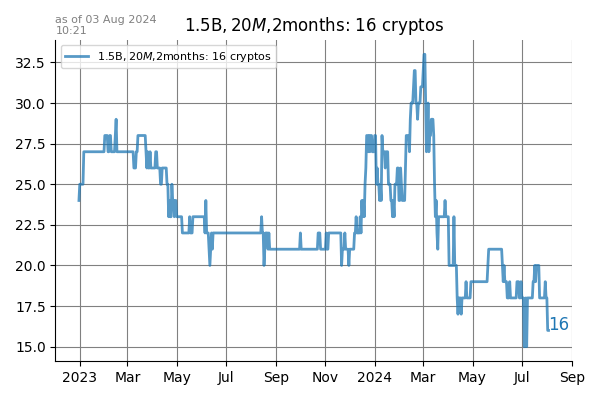 as of 03 Aug 2024
10:21
1.5B, 20M,2months: 16 cryptos
1.5B, 20M,2months: 16 cryptos
32.5
30.0
27.5
25.0
22.5
20.0
17.5
15.0
16
2023 Mar May Jul Sep Nov 2024 Mar May Jul Sep